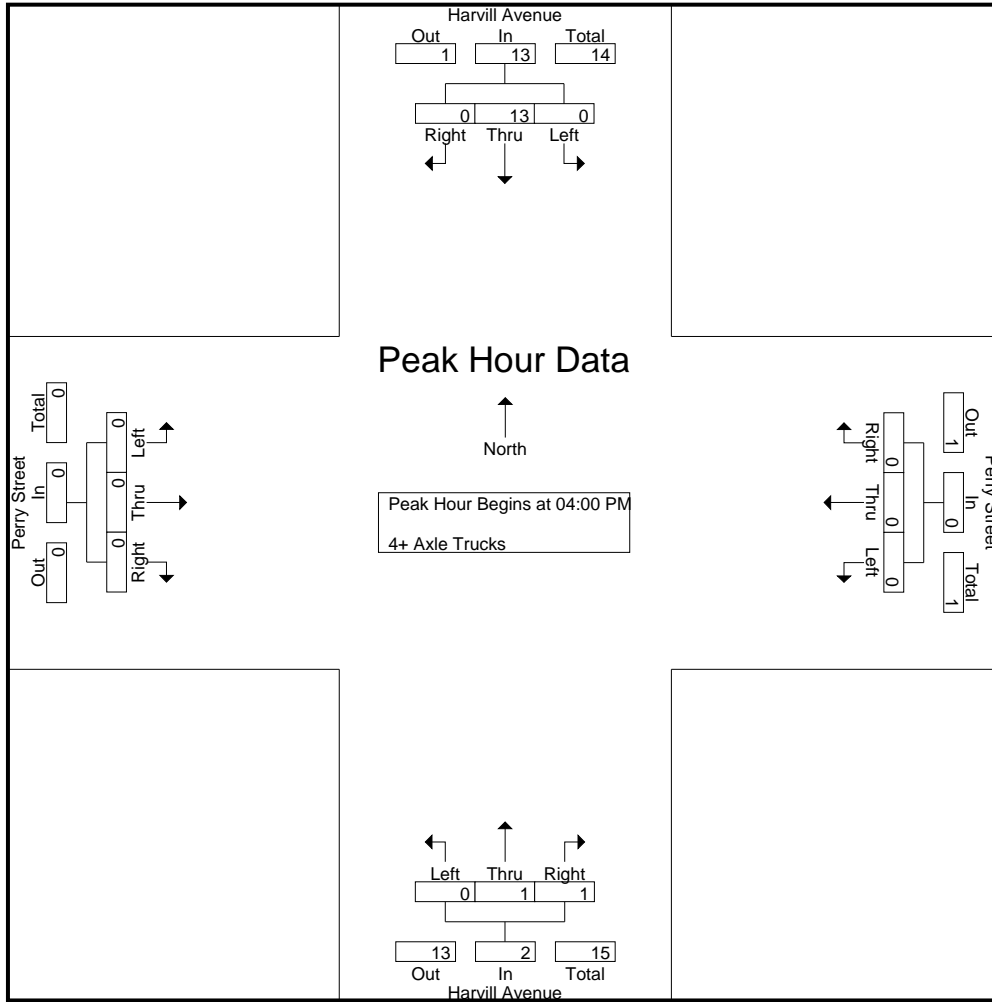 Harvill Avenue
Out In Total
1 13 14
0 13 0
Right Thru Left
Peak Hour Data
North
Peak Hour Begins at 04:00 PM
4+ Axle Trucks
Perry Street
Total In Out
0 0 0
0 0 0
Left Thru Right
Right Thru Left
0 0 0
1 0 1
Out In Total
Perry Street
Left Thru Right
0 1 1
13 2 15
Out In Total
Harvill Avenue